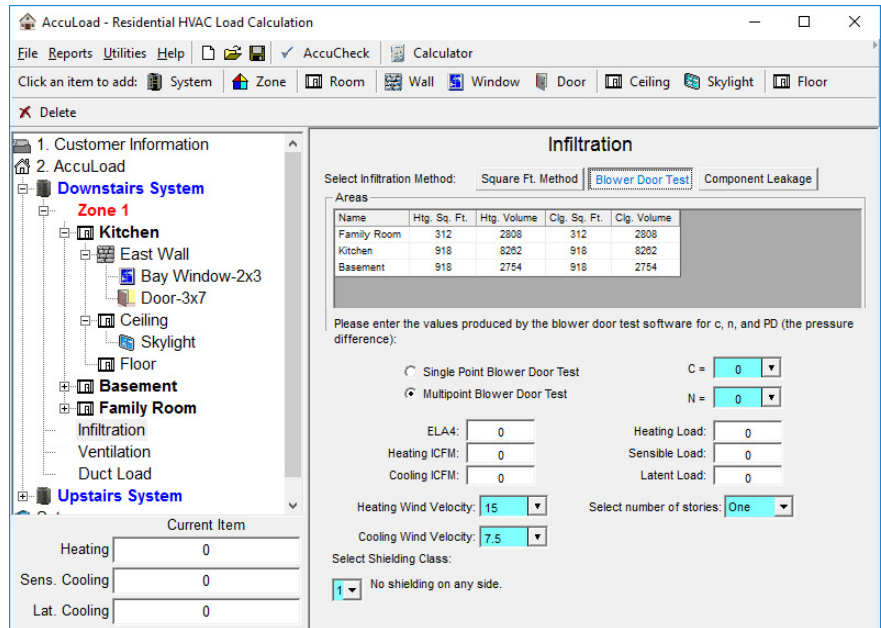 AccuLoad - Residential HVAC Load Calculation
File Reports Utilities Help AccuCheck Calculator
Click an item to add: System Zone Room Wall Window Door Ceiling Skylight Floor
Delete
1. Customer Information
2. AccuLoad
Downstairs System
Zone 1
Kitchen
East Wall
Bay Window-2x3
Door-3x7
Ceiling
Skylight
Floor
Basement
Family Room
Infiltration
Ventilation
Duct Load
Upstairs System
Current Item
Heating 0
Sens. Cooling 0
Lat. Cooling 0
Infiltration
Select Infiltration Method: Square Ft. Method Blower Door Test Component Leakage
Areas
Name Htg. Sq. Ft. Htg. Volume Clg. Sq. Ft. Clg. Volume
Family Room 312 2808 312 2808
Kitchen 918 8262 918 8262
Basement 918 2754 918 2754
Please enter the values produced by the blower door test software for c, n, and PD (the pressure
difference):
Single Point Blower Door Test C = 0
Multipoint Blower Door Test N = 0
ELA4: 0 Heating Load: 0
Heating ICFM: 0 Sensible Load: 0
Cooling ICFM: 0 Latent Load: 0
Heating Wind Velocity: 15 Select number of stories: One
Cooling Wind Velocity: 7.5
Select Shielding Class:
1 No shielding on any side.